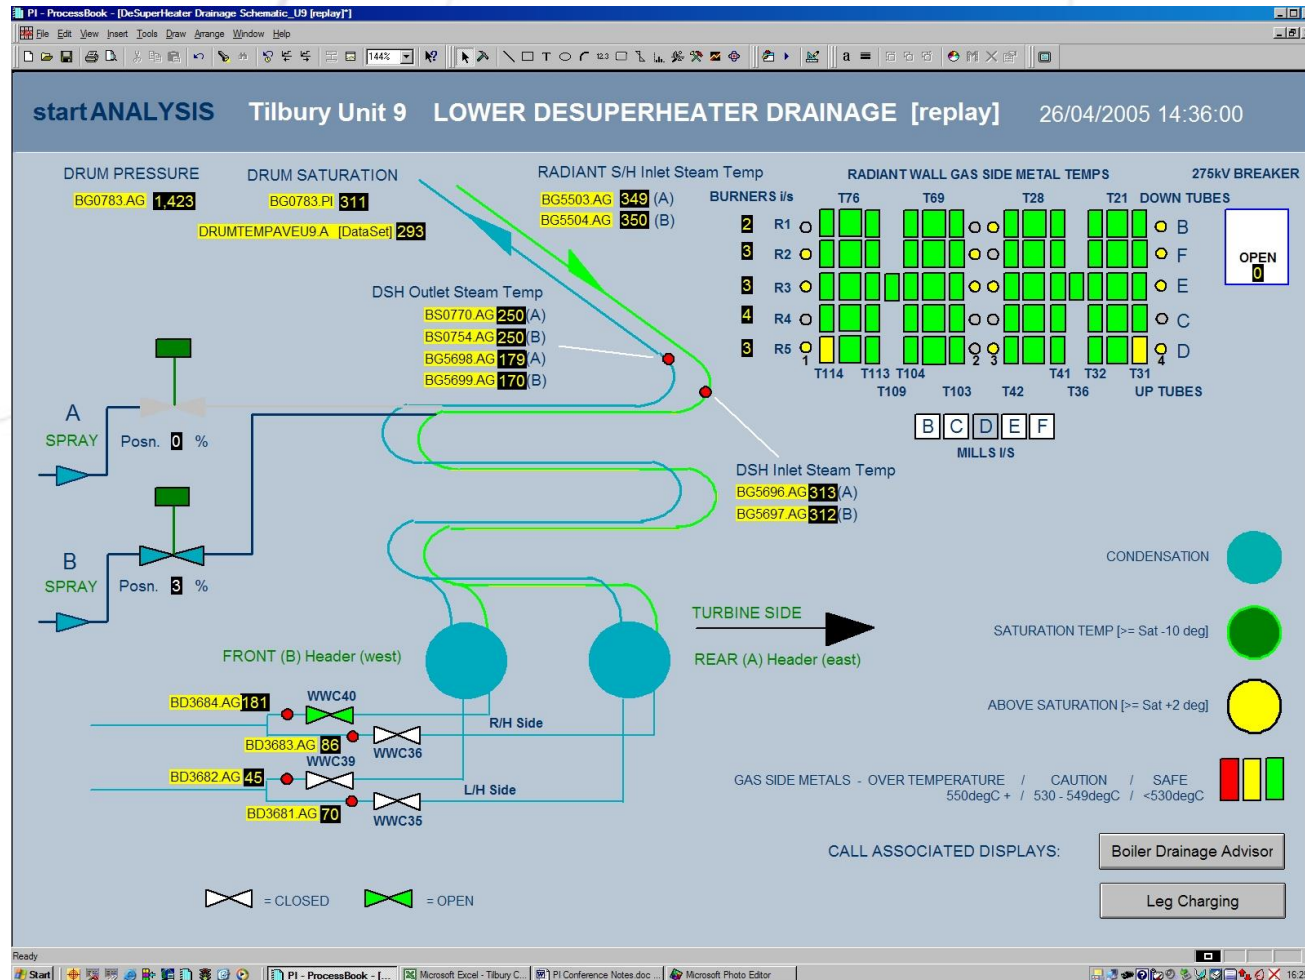 PI - ProcessBook - [DeSuperHeater Drainage Schematic_U9 [replay]*]
File Edit View Insert Tools Draw Arrange Window Help
144%
startANALYSIS Tilbury Unit 9 LOWER DESUPERHEATER DRAINAGE [replay] 26/04/2005 14:36:00
DRUM PRESSURE DRUM SATURATION RADIANT S/H Inlet Steam Temp RADIANT WALL GAS SIDE METAL TEMPS 275kV BREAKER
BG0783.AG 1,423 BG0783.PI 311 BG5503.AG 349 (A) BURNERS i/s T76 T69 T28 T21 DOWN TUBES
BG5504.AG 350 (B) 2 R1 B
DRUMTEMPAVEU9.A [DataSet] 293
3 R2 F OPEN
0
3 R3 E
DSH Outlet Steam Temp
BS0770.AG 250 (A) 4 R4 C
BS0754.AG 250 (B)
BG5698.AG 179 (A) 3 R5 D
1 2 3 4
BG5699.AG 170 (B) T114 T113 T104 T41 T32 T31
T109 T103 T42 T36 UP TUBES
A
SPRAY Posn. 0 %
B C D E F
MILLS I/S
DSH Inlet Steam Temp
BG5696.AG 313 (A)
BG5697.AG 312 (B)
B
SPRAY Posn. 3 %
CONDENSATION
TURBINE SIDE
SATURATION TEMP [>= Sat -10 deg]
FRONT (B) Header (west) REAR (A) Header (east)
BD3684.AG 181 WWC40
ABOVE SATURATION [>= Sat +2 deg]
R/H Side
BD3683.AG 86 WWC36
WWC39
BD3682.AG 45
L/H Side
BD3681.AG 70 WWC35
GAS SIDE METALS - OVER TEMPERATURE / CAUTION / SAFE
550degC + / 530 - 549degC / <530degC
CALL ASSOCIATED DISPLAYS: Boiler Drainage Advisor
= CLOSED = OPEN Leg Charging
Ready
Start PI - ProcessBook - [... Microsoft Excel - Tilbury C... PI Conference Notes.doc ... Microsoft Photo Editor